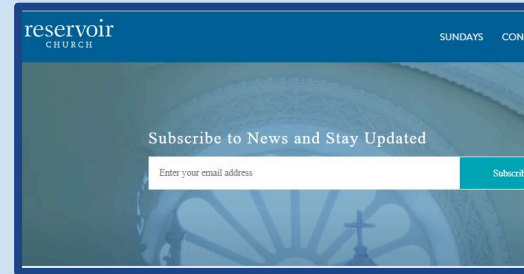 reservoir
CHURCH
SUNDAYS CON
Subscribe to News and Stay Updated
Enter your email address
Subscrib